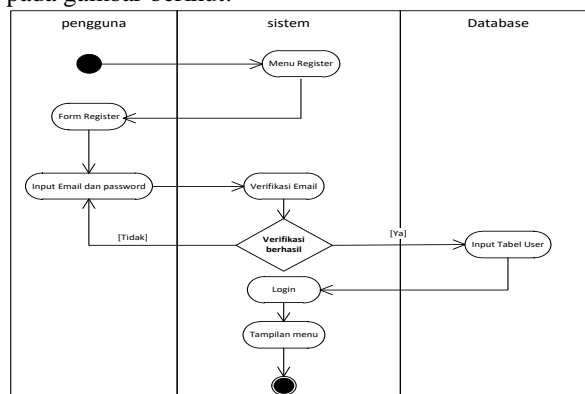 pada gambar berikut:
pengguna
sistem
Database
Menu Register
Form Register
Input Email dan password
Verifikasi Email
[Tidak]
Verifikasi
berhasil
[Ya]
Input Tabel User
Login
Tampilan menu